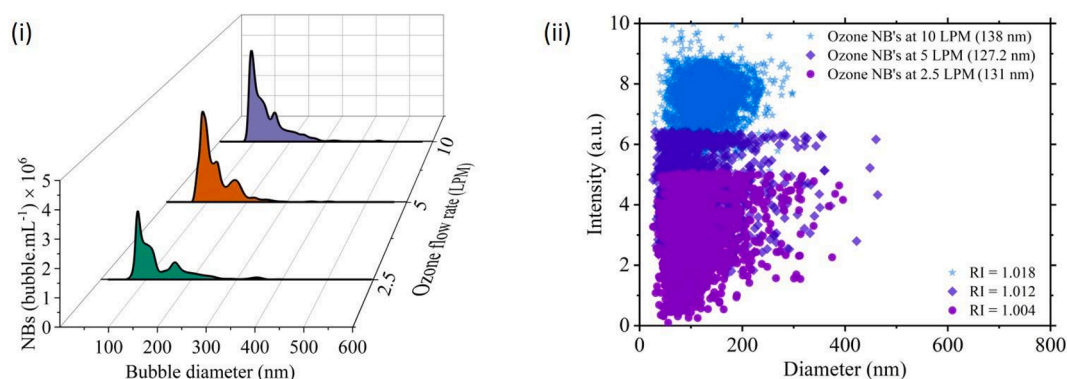 (i)
NBs (bubble.mL⁻¹) × 10⁶
5
4
3
2
1
0
100 200 300 400 500 600
Bubble diameter (nm)
2.5
5
10
Ozone flow rate (LPM)
(ii)
Intensity (a.u.)
10
8
6
4
2
0
0 200 400 600 800
Diameter (nm)
Ozone NB's at 10 LPM (138 nm)
Ozone NB's at 5 LPM (127.2 nm)
Ozone NB's at 2.5 LPM (131 nm)
RI = 1.018
RI = 1.012
RI = 1.004